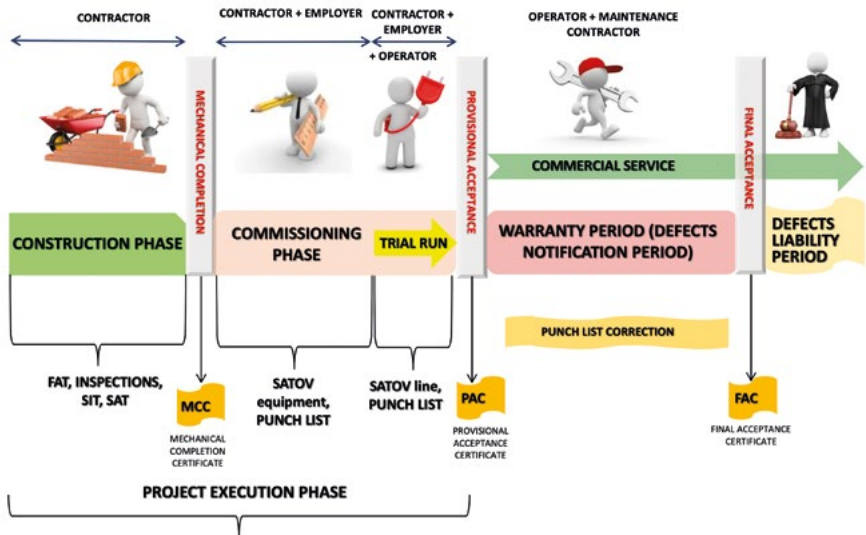 CONTRACTOR
CONTRACTOR + EMPLOYER
CONTRACTOR +
EMPLOYER
+ OPERATOR
OPERATOR + MAINTENANCE
CONTRACTOR
MECHANICAL COMPLETION
PROVISIONAL ACCEPTANCE
FINAL ACCEPTANCE
COMMERCIAL SERVICE
CONSTRUCTION PHASE
COMMISSIONING
PHASE
TRIAL RUN
WARRANTY PERIOD (DEFECTS
NOTIFICATION PERIOD)
DEFECTS
LIABILITY
PERIOD
PUNCH LIST CORRECTION
FAT, INSPECTIONS,
SIT, SAT
MCC
MECHANICAL
COMPLETION
CERTIFICATE
SATOV
equipment,
PUNCH LIST
SATOV line,
PUNCH LIST
PAC
PROVISIONAL
ACCEPTANCE
CERTIFICATE
FAC
FINAL ACCEPTANCE
CERTIFICATE
PROJECT EXECUTION PHASE